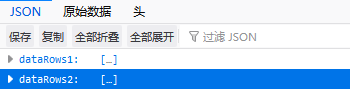 JSON 原始数据 头
保存 复制 全部折叠 全部展开 过滤 JSON
dataRows1: […]
dataRows2: […]